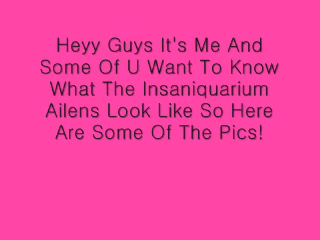 Heyy Guys It's Me And
Some Of U Want To Know
What The Insaniquarium
Ailens Look Like So Here
Are Some Of The Pics!